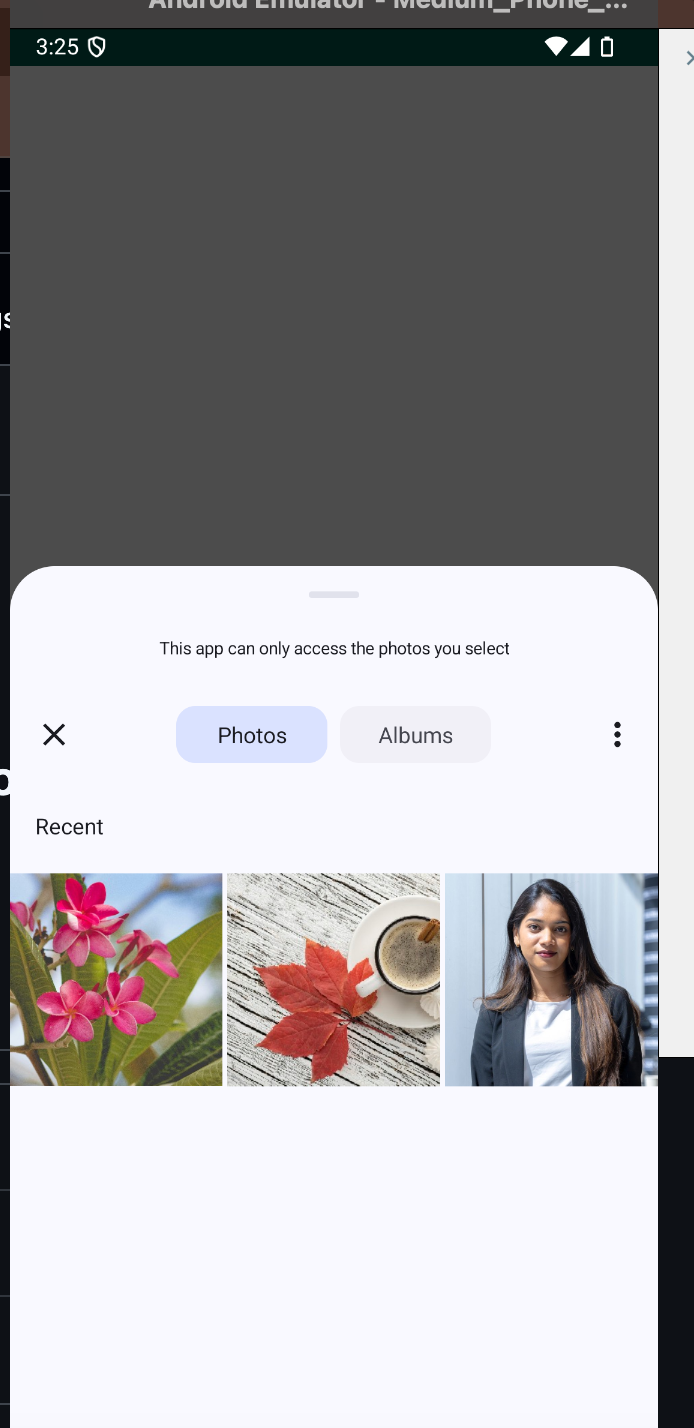 Android Emulator - Medium_Phone_...
3:25
This app can only access the photos you select
Photos
Albums
Recent